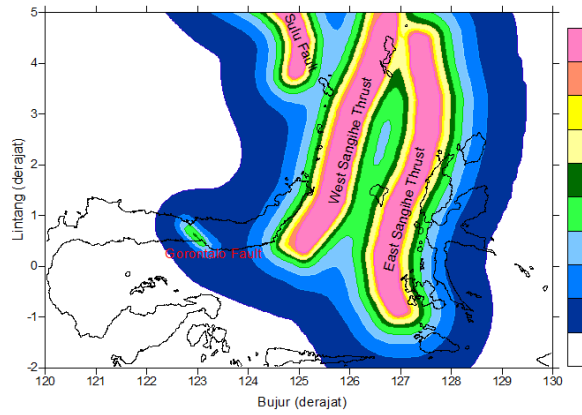 5
4
3
2
1
0
-1
-2
Lintang (derajat)
Sulu Fault
West Sangihe Thrust
East Sangihe Thrust
Gorontalo Fault
120 121 122 123 124 125 126 127 128 129 130
Bujur (derajat)